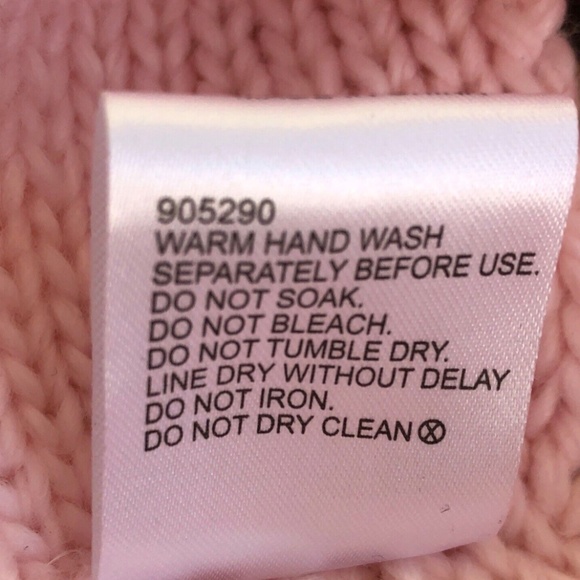 905290
WARM HAND WASH
SEPARATELY BEFORE USE.
DO NOT SOAK.
DO NOT BLEACH.
DO NOT TUMBLE DRY.
LINE DRY WITHOUT DELAY
DO NOT IRON.
DO NOT DRY CLEAN